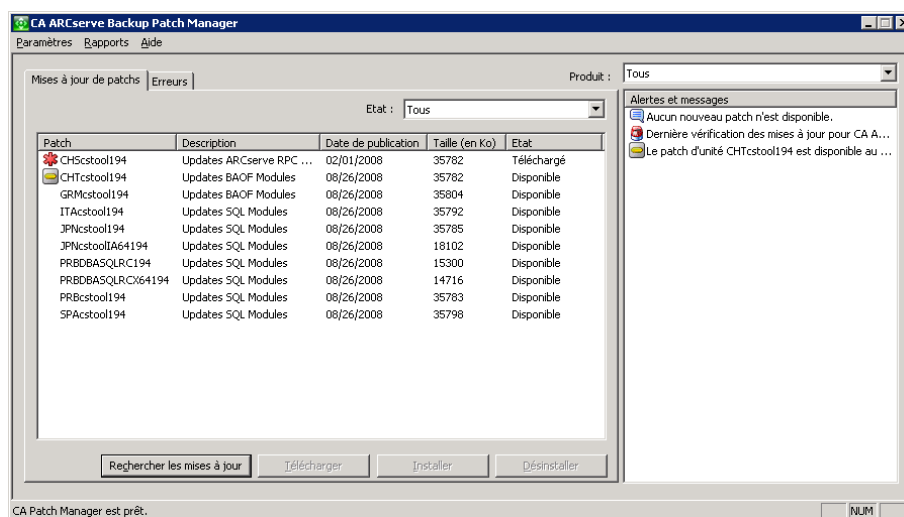 CA ARCserve Backup Patch Manager
Paramètres Rapports Aide
Mises à jour de patchs Erreurs
Produit : Tous
Etat : Tous
Patch Description Date de publication Taille (en Ko) Etat
CHScstool194 Updates ARCserve RPC ... 02/01/2008 35782 Téléchargé
CHTcstool194 Updates BAOF Modules 08/26/2008 35782 Disponible
GRMcstool194 Updates BAOF Modules 08/26/2008 35804 Disponible
ITAcstool194 Updates SQL Modules 08/26/2008 35792 Disponible
JPNcstool194 Updates SQL Modules 08/26/2008 35785 Disponible
JPNcstoolIA64194 Updates SQL Modules 08/26/2008 18102 Disponible
PRBDBASQLRC194 Updates SQL Modules 08/26/2008 15300 Disponible
PRBDBASQLRCX64194 Updates SQL Modules 08/26/2008 14716 Disponible
PRBcstool194 Updates SQL Modules 08/26/2008 35783 Disponible
SPAcstool194 Updates SQL Modules 08/26/2008 35798 Disponible
Rechercher les mises à jour Télécharger Installer Désinstaller
Alertes et messages
Aucun nouveau patch n'est disponible.
Dernière vérification des mises à jour pour CA A...
Le patch d'unité CHTcstool194 est disponible au ...
CA Patch Manager est prêt.
NUM